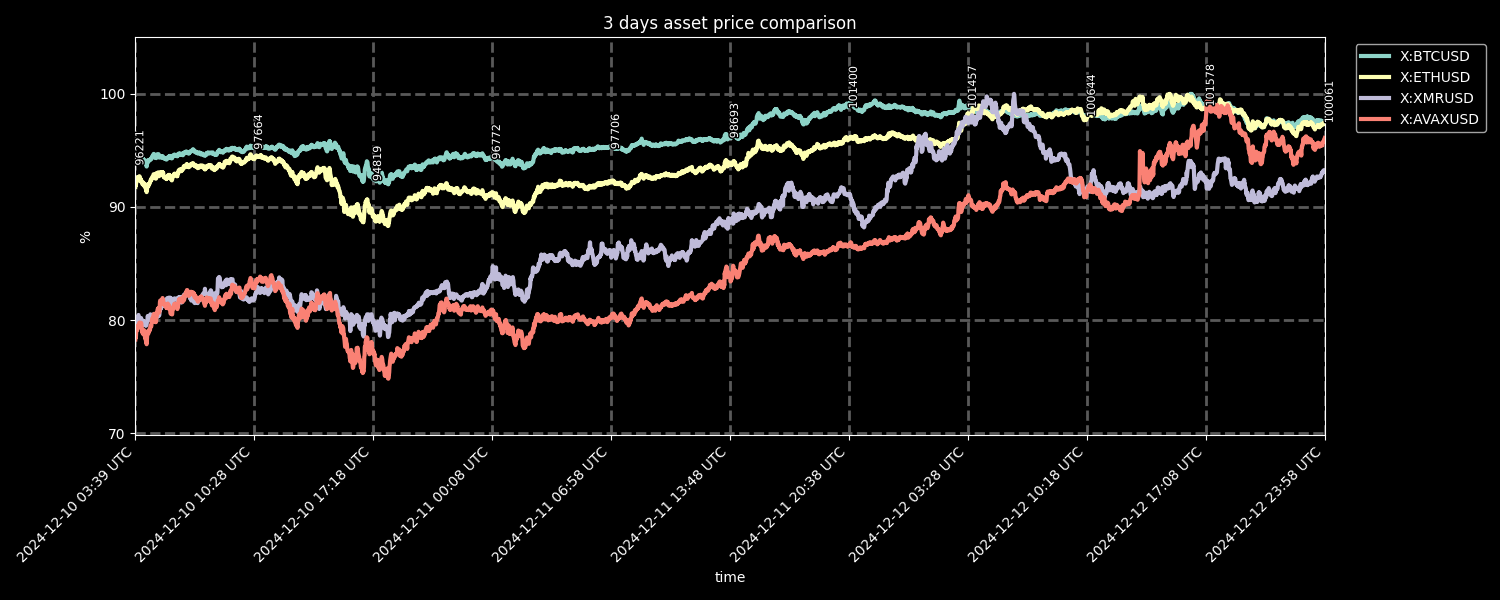 3 days asset price comparison
X:BTCUSD
X:ETHUSD
X:XMRUSD
X:AVAXUSD
100
90
80
70
%
96211
97664
94819
96772
97706
98693
101400
101457
100644
101578
100061
2024-12-10 03:39 UTC
2024-12-10 10:28 UTC
2024-12-10 17:18 UTC
2024-12-11 00:08 UTC
2024-12-11 06:58 UTC
2024-12-11 13:48 UTC
2024-12-11 20:38 UTC
2024-12-12 03:28 UTC
2024-12-12 10:18 UTC
2024-12-12 17:08 UTC
2024-12-12 23:58 UTC
time